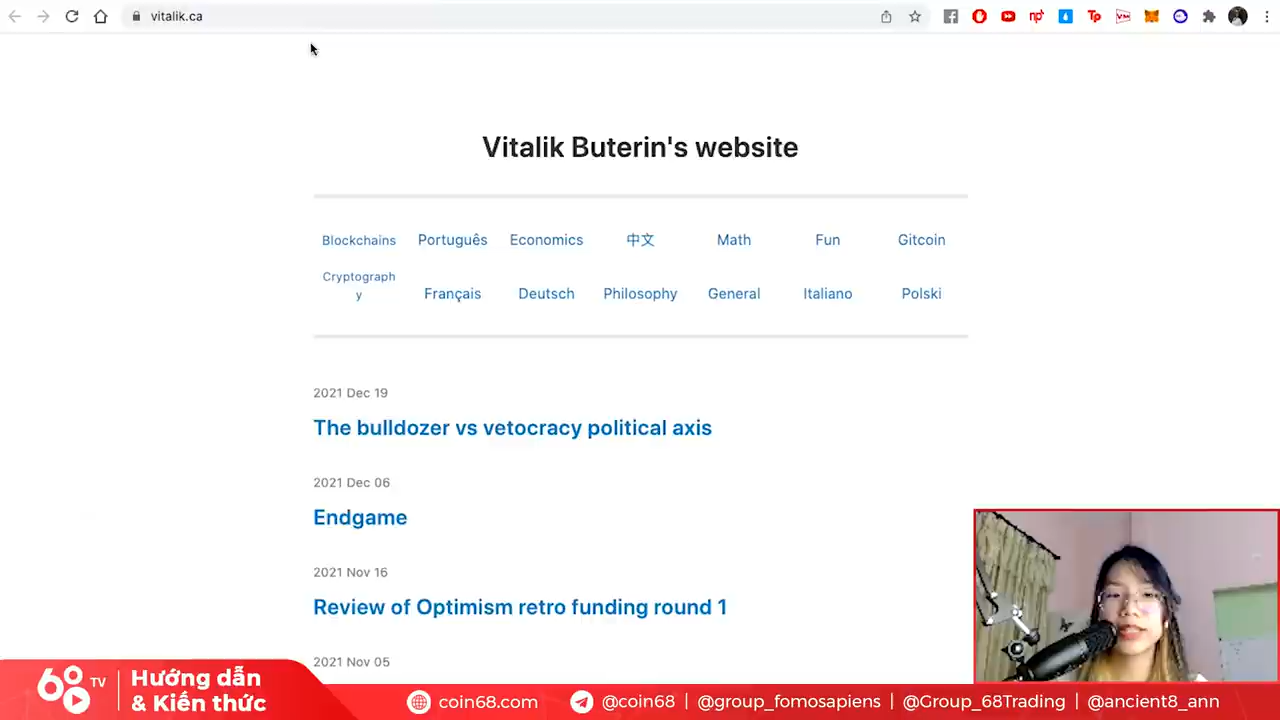 vitalik.ca
Vitalik Buterin's website
Blockchains Português Economics 中文 Math Fun Gitcoin
Cryptograph
y
Français Deutsch Philosophy General Italiano Polski
2021 Dec 19
The bulldozer vs vetocracy political axis
2021 Dec 06
Endgame
2021 Nov 16
Review of Optimism retro funding round 1
2021 Nov 05
68 TV
Hướng dẫn
& Kiến thức
coin68.com @coin68 | @group_fomosapiens | @Group_68Trading | @ancient8_ann